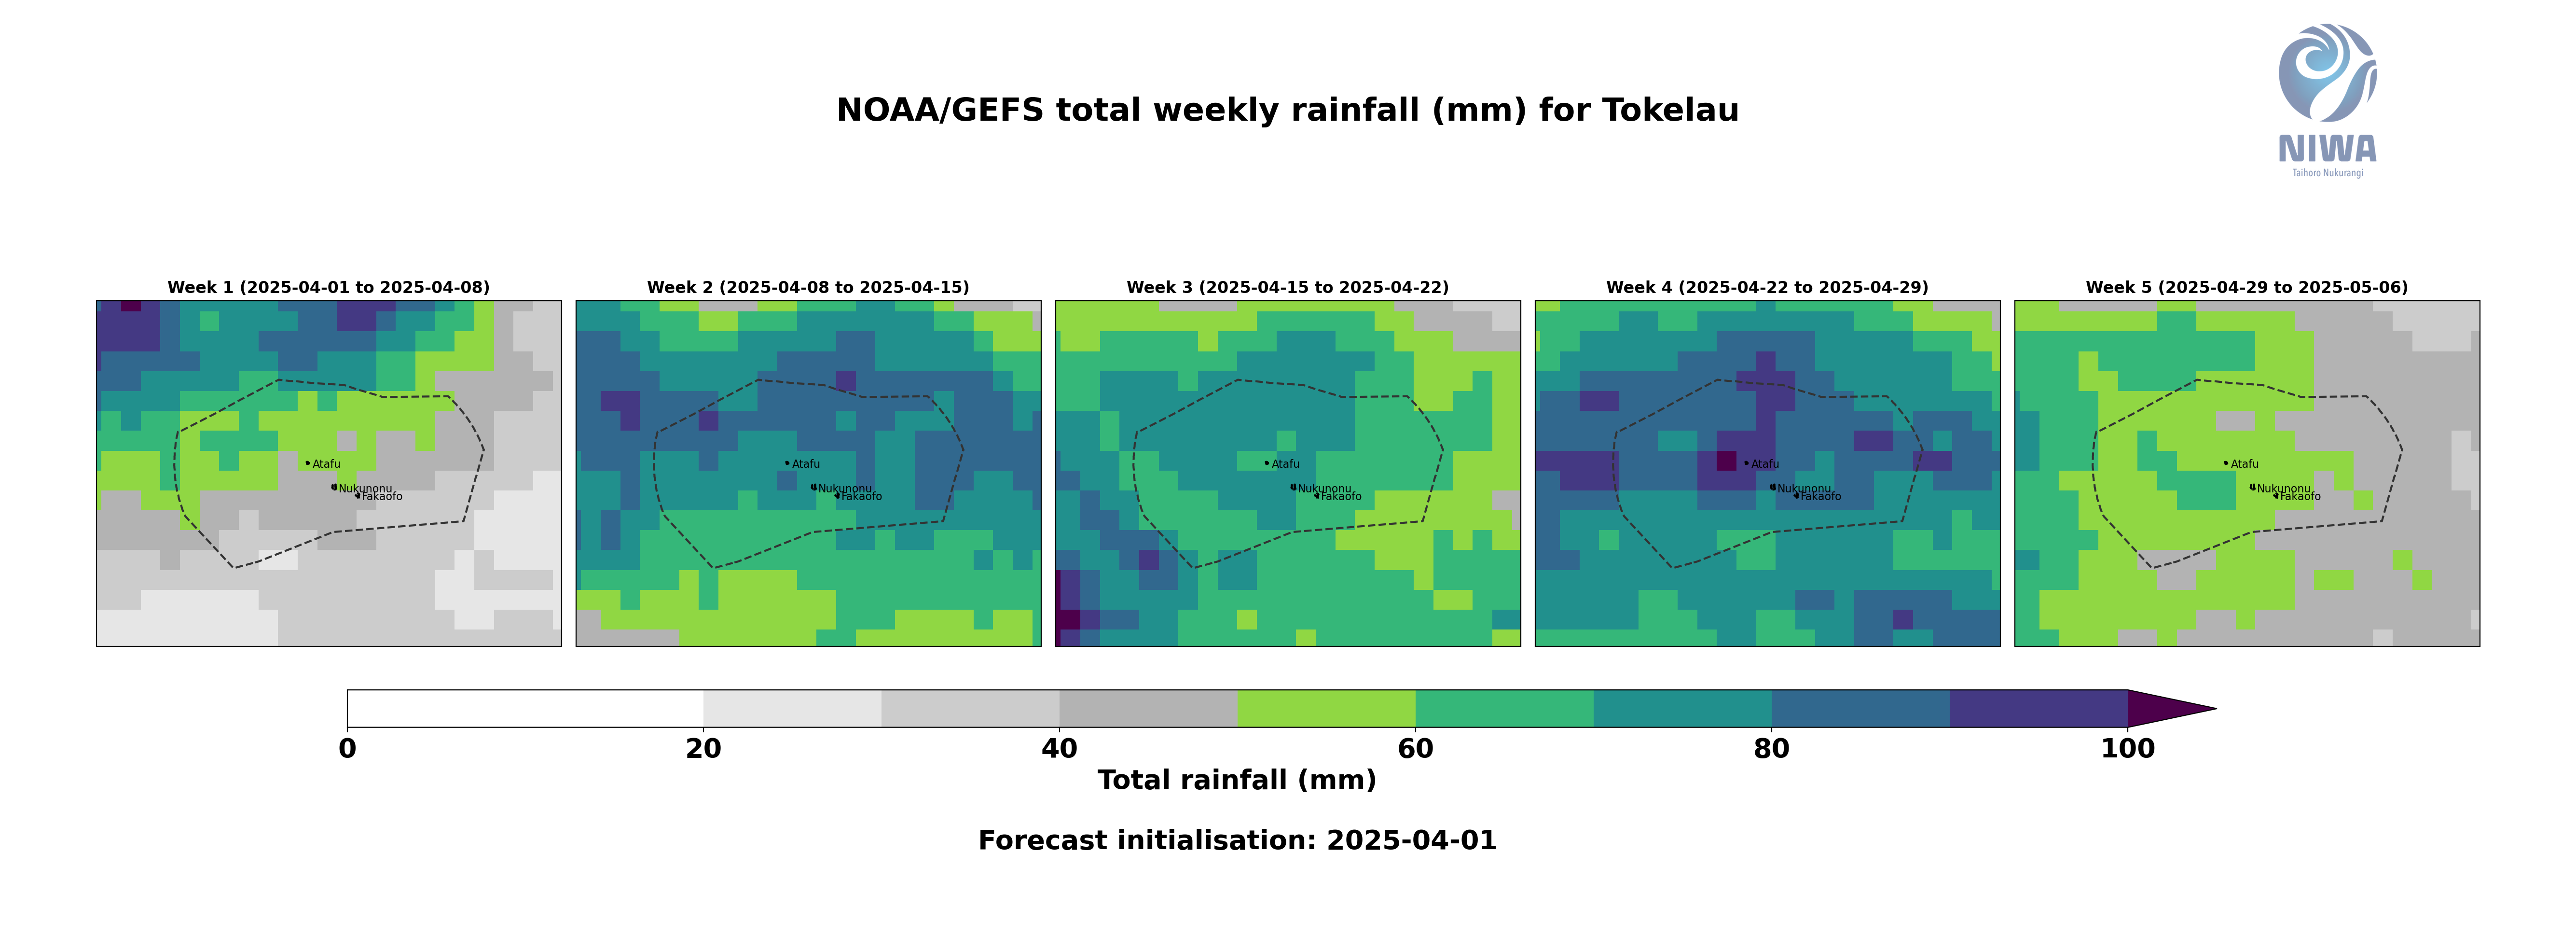 NOAA/GEFS total weekly rainfall (mm) for Tokelau
NIWA
Taihoro Nukurangi
Week 1 (2025-04-01 to 2025-04-08)
Atafu
Nukunonu
Fakaofo
Week 2 (2025-04-08 to 2025-04-15)
Atafu
Nukunonu
Fakaofo
Week 3 (2025-04-15 to 2025-04-22)
Atafu
Nukunonu
Fakaofo
Week 4 (2025-04-22 to 2025-04-29)
Atafu
Nukunonu
Fakaofo
Week 5 (2025-04-29 to 2025-05-06)
Atafu
Nukunonu
Fakaofo
0 20 40 60 80 100
Total rainfall (mm)
Forecast initialisation: 2025-04-01